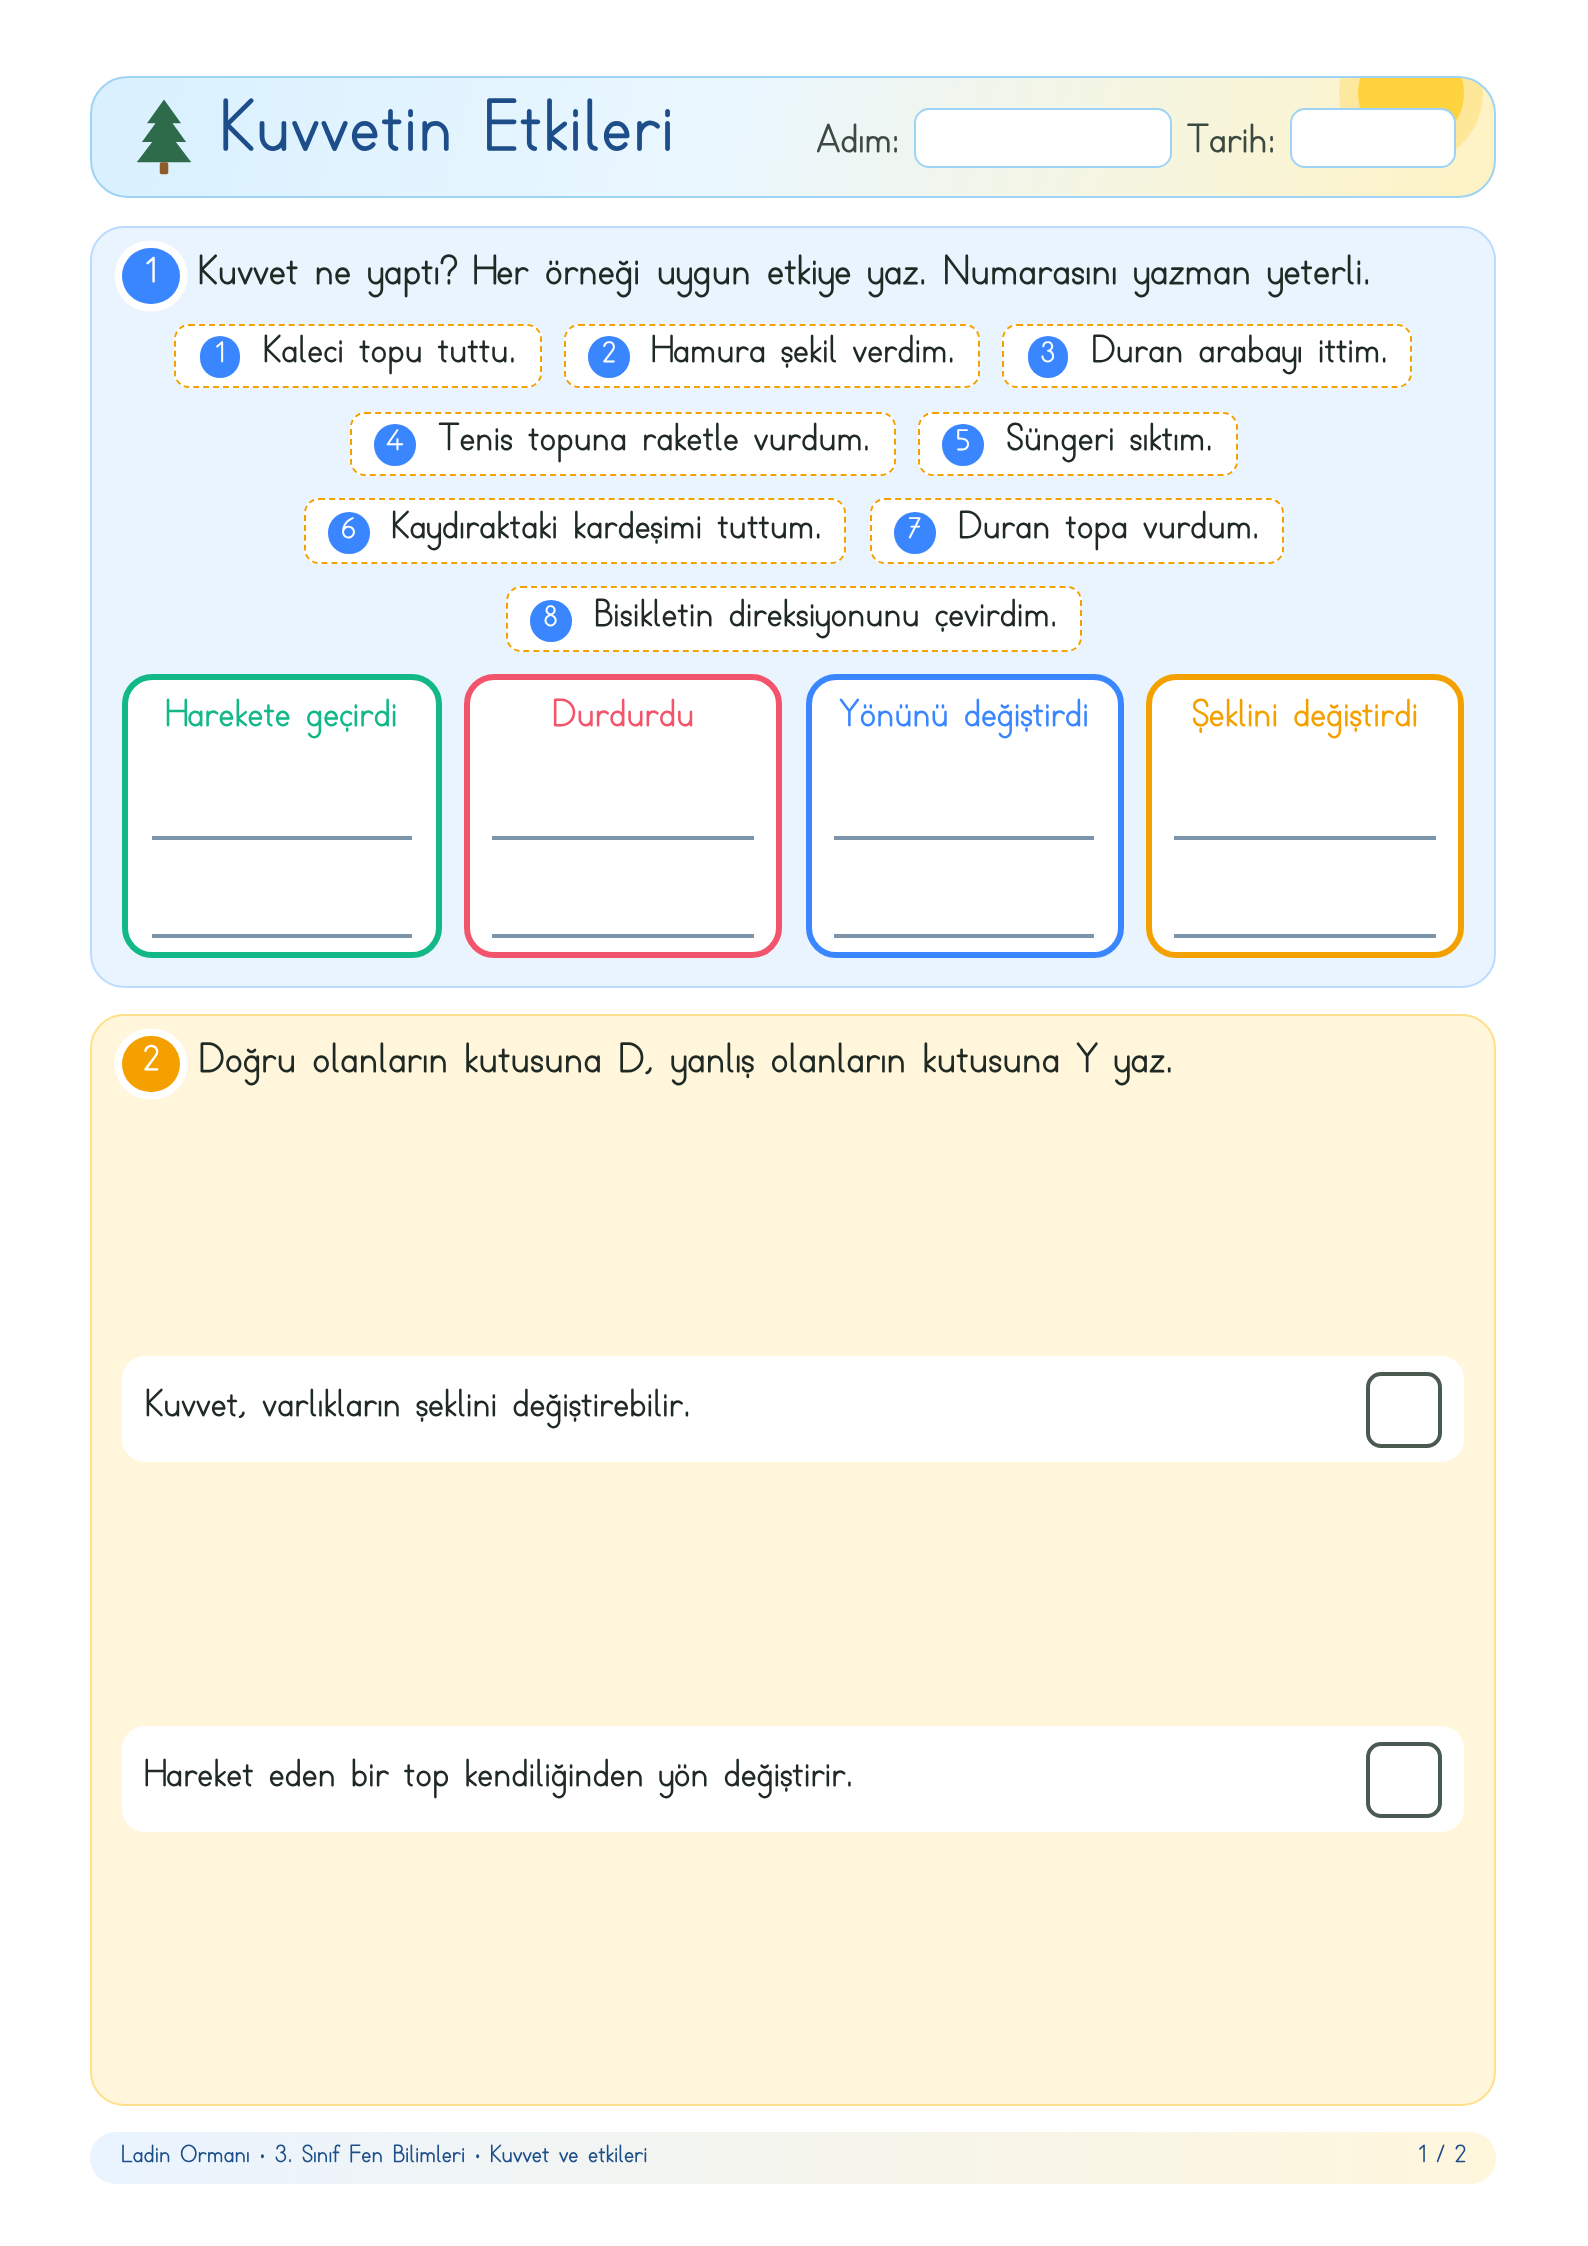 Kuvvetin Etkileri
Adım:
Tarih:
1 Kuvvet ne yaptı? Her örneği uygun etkiye yaz. Numarasını yazman yeterli.
1 Kaleci topu tuttu.
2 Hamura şekil verdim.
3 Duran arabayı ittim.
4 Tenis topuna raketle vurdum.
5 Süngeri sıktım.
6 Kaydıraktaki kardeşimi tuttum.
7 Duran topa vurdum.
8 Bisikletin direksiyonunu çevirdim.
Harekete geçirdi
Durdurdu
Yönünü değiştirdi
Şeklini değiştirdi
2 Doğru olanların kutusuna D, yanlış olanların kutusuna Y yaz.
Kuvvet, varlıkların şeklini değiştirebilir.
Hareket eden bir top kendiliğinden yön değiştirir.
Ladin Ormanı • 3. Sınıf Fen Bilimleri • Kuvvet ve etkileri
1 / 2